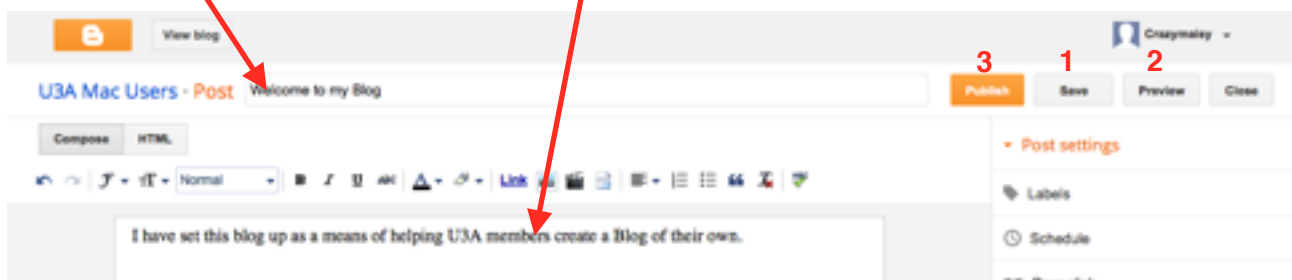 View blog Crazymaisy
3 1 2
U3A Mac Users · Post Welcome to my Blog Publish Save Preview Close
Compose HTML Post settings
Normal B I U ABC A Link
Labels
I have set this blog up as a means of helping U3A members create a Blog of their own.
Schedule